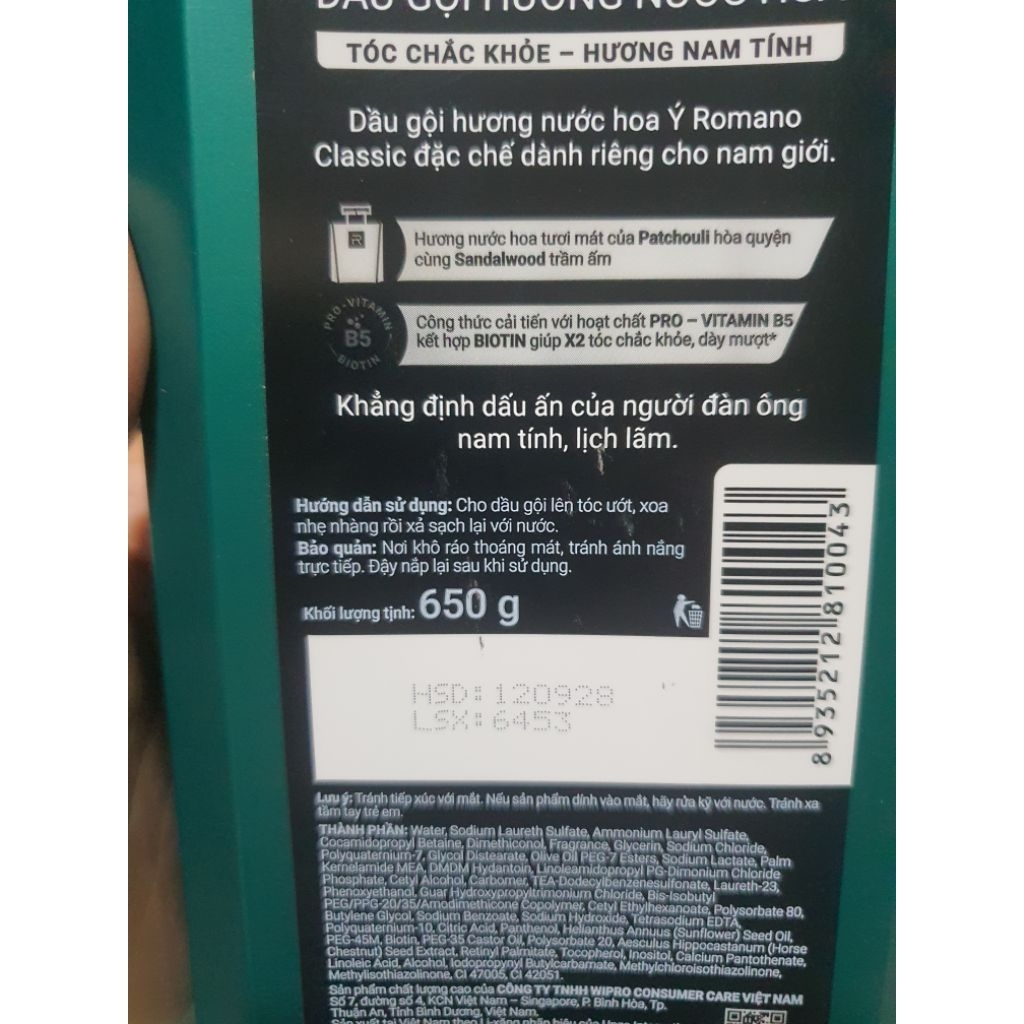 DẦU GỘI HƯƠNG NƯỚC HOA
TÓC CHẮC KHỎE – HƯƠNG NAM TÍNH
Dầu gội hương nước hoa Ý Romano
Classic đặc chế dành riêng cho nam giới.
R
Hương nước hoa tươi mát của Patchouli hòa quyện
cùng Sandalwood trầm ấm
PRO-VITAMIN
B5
BIOTIN
Công thức cải tiến với hoạt chất PRO – VITAMIN B5
kết hợp BIOTIN giúp X2 tóc chắc khỏe, dày mượt*
Khẳng định dấu ấn của người đàn ông
nam tính, lịch lãm.
Hướng dẫn sử dụng: Cho dầu gội lên tóc ướt, xoa
nhẹ nhàng rồi xả sạch lại với nước.
Bảo quản: Nơi khô ráo thoáng mát, tránh ánh nắng
trực tiếp. Đậy nắp lại sau khi sử dụng.
Khối lượng tịnh: 650 g
8 935212 810043
HSD: 120928
LSX: 6453
Lưu ý: Tránh tiếp xúc với mắt. Nếu sản phẩm dính vào mắt, hãy rửa kỹ với nước. Tránh xa
tầm tay trẻ em.
THÀNH PHẦN: Water, Sodium Laureth Sulfate, Ammonium Lauryl Sulfate,
Cocamidopropyl Betaine, Dimethiconol, Fragrance, Glycerin, Sodium Chloride,
Polyquaternium-7, Glycol Distearate, Olive Oil PEG-7 Esters, Sodium Lactate, Palm
Kernelamide MEA, DMDM Hydantoin, Linoleamidopropyl PG-Dimonium Chloride
Phosphate, Cetyl Alcohol, Carbomer, TEA-Dodecylbenzenesulfonate, Laureth-23,
Phenoxyethanol, Guar Hydroxypropyltrimonium Chloride, Bis-Isobutyl
PEG/PPG-20/35/Amodimethicone Copolymer, Cetyl Ethylhexanoate, Polysorbate 80,
Butylene Glycol, Sodium Benzoate, Sodium Hydroxide, Tetrasodium EDTA,
Polyquaternium-10, Citric Acid, Panthenol, Helianthus Annuus (Sunflower) Seed Oil,
PEG-45M, Biotin, PEG-35 Castor Oil, Polysorbate 20, Aesculus Hippocastanum (Horse
Chestnut) Seed Extract, Retinyl Palmitate, Tocopherol, Inositol, Calcium Pantothenate,
Linoleic Acid, Alcohol, Iodopropynyl Butylcarbamate, Methylchloroisothiazolinone,
Methylisothiazolinone, CI 47005, CI 42051.
Sản phẩm chất lượng cao của CÔNG TY TNHH WIPRO CONSUMER CARE VIỆT NAM
Số 7, đường số 4, KCN Việt Nam – Singapore, P. Bình Hòa, Tp.
Thuận An, Tỉnh Bình Dương, Việt Nam.
Sản xuất tại Việt Nam theo